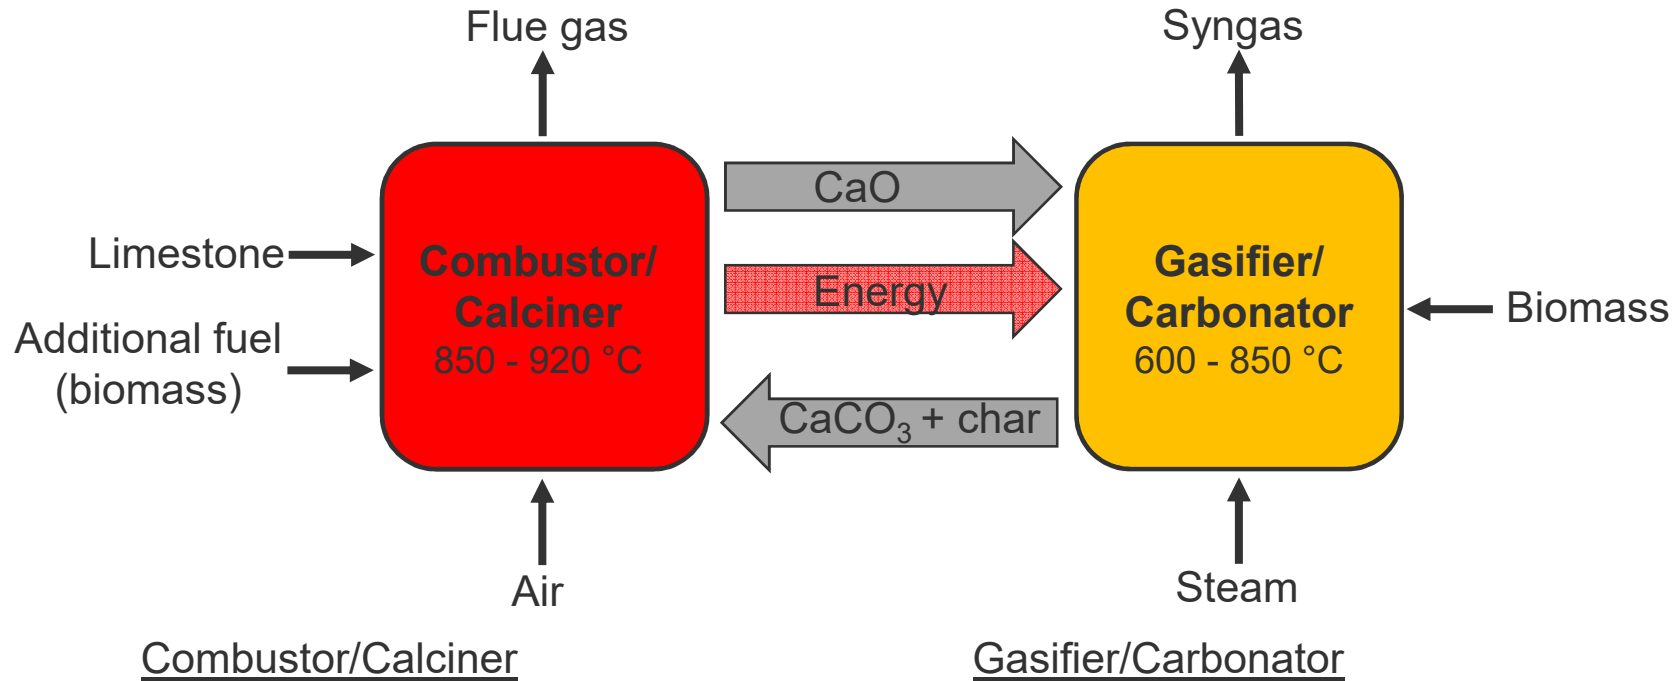 Flue gas
Syngas
CaO
Limestone
Combustor/
Calciner
850 - 920 °C
Energy
Gasifier/
Carbonator
600 - 850 °C
Biomass
Additional fuel
(biomass)
CaCO₃ + char
Air
Steam
Combustor/Calciner
Gasifier/Carbonator